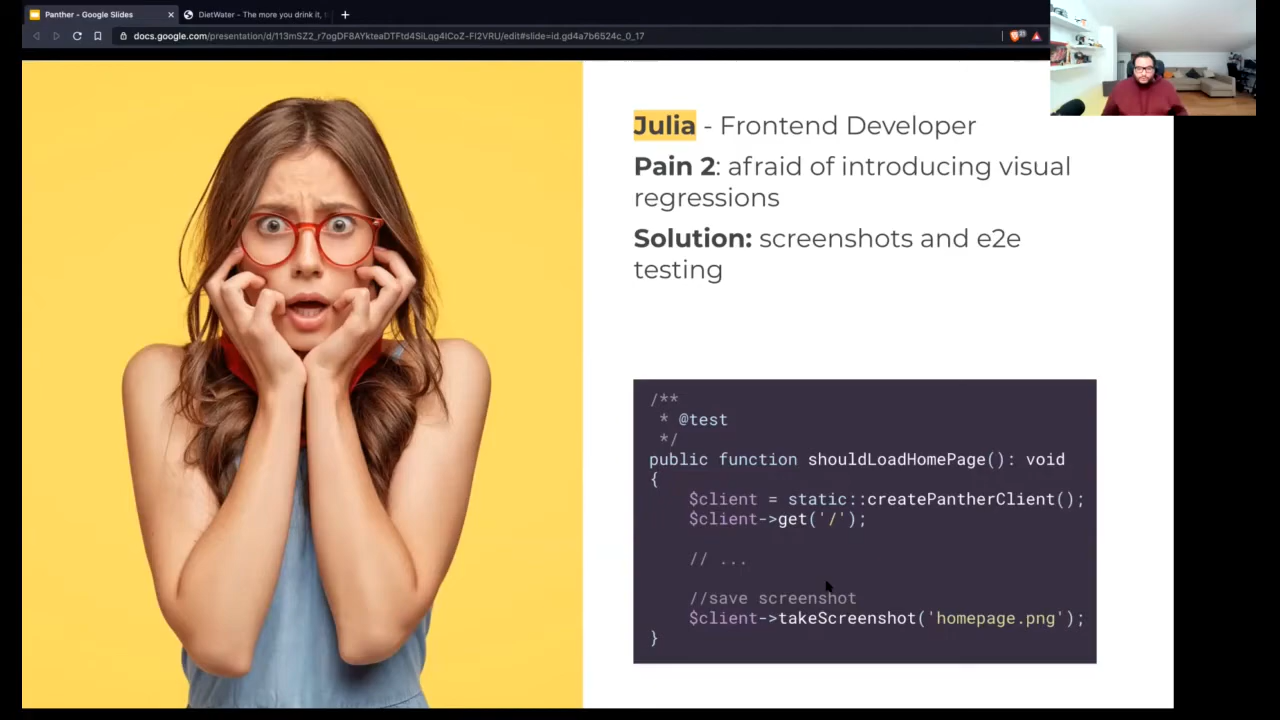 Panther - Google Slides
DietWater - The more you drink it, t
docs.google.com/presentation/d/113mSZ2_r7ogDF8AYkteaDTFtd4SiLqg4ICoZ-FI2VRU/edit#slide=id.gd4a7b6524c_0_17
Julia - Frontend Developer
Pain 2: afraid of introducing visual
regressions
Solution: screenshots and e2e
testing
/**
* @test
*/
public function shouldLoadHomePage(): void
{
$client = static::createPantherClient();
$client->get('/');
// ...
//save screenshot
$client->takeScreenshot('homepage.png');
}